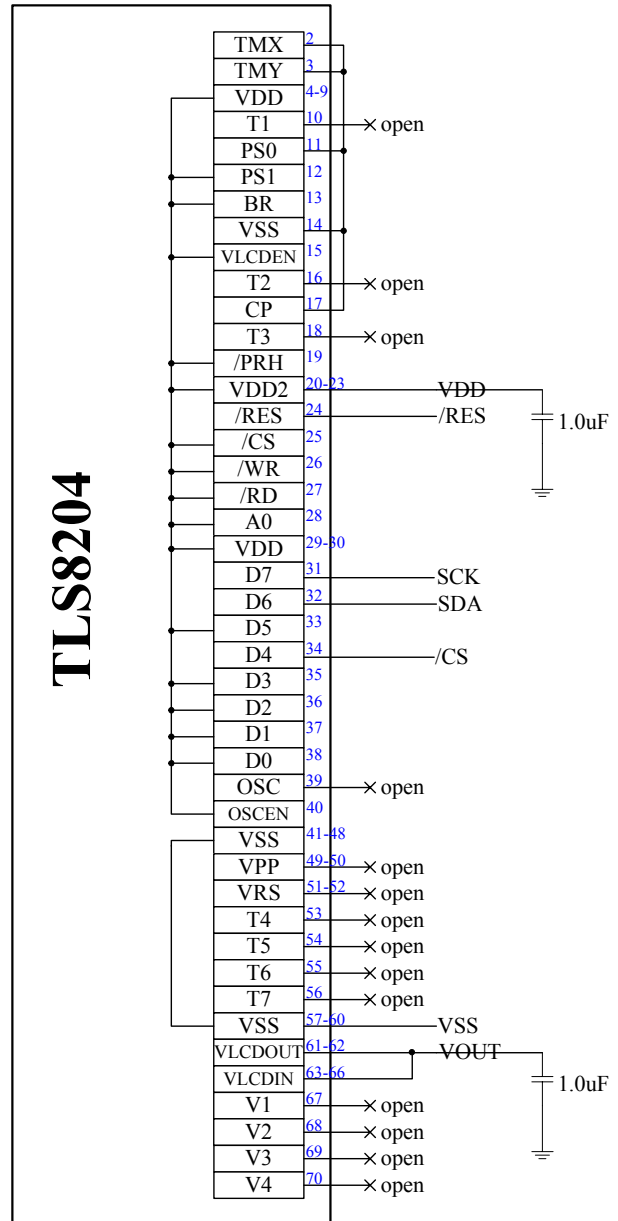 TLS8204
TMX 2
TMY 3
VDD 4-9
T1 10 open
PS0 11
PS1 12
BR 13
VSS 14
VLCDEN 15
T2 16 open
CP 17
T3 18 open
/PRH 19
VDD2 20-23 VDD
/RES 24 /RES
1.0uF
/CS 25
/WR 26
/RD 27
A0 28
VDD 29-30
D7 31 SCK
D6 32 SDA
D5 33
D4 34 /CS
D3 35
D2 36
D1 37
D0 38
OSC 39 open
OSCEN 40
VSS 41-48
VPP 49-50 open
VRS 51-52 open
T4 53 open
T5 54 open
T6 55 open
T7 56 open
VSS 57-60 VSS
VLCDOUT 61-62 VOUT
VLCDIN 63-66
1.0uF
V1 67 open
V2 68 open
V3 69 open
V4 70 open